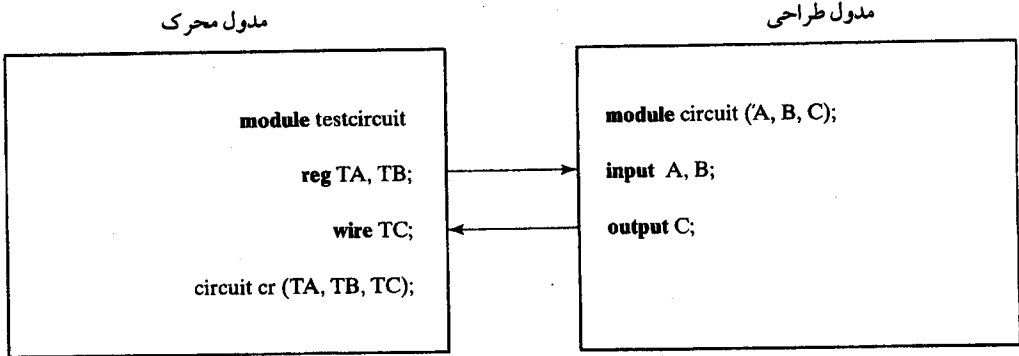 مدول محرک
module testcircuit
reg TA, TB;
wire TC;
circuit cr (TA, TB, TC);
مدول طراحی
module circuit (A, B, C);
input A, B;
output C;